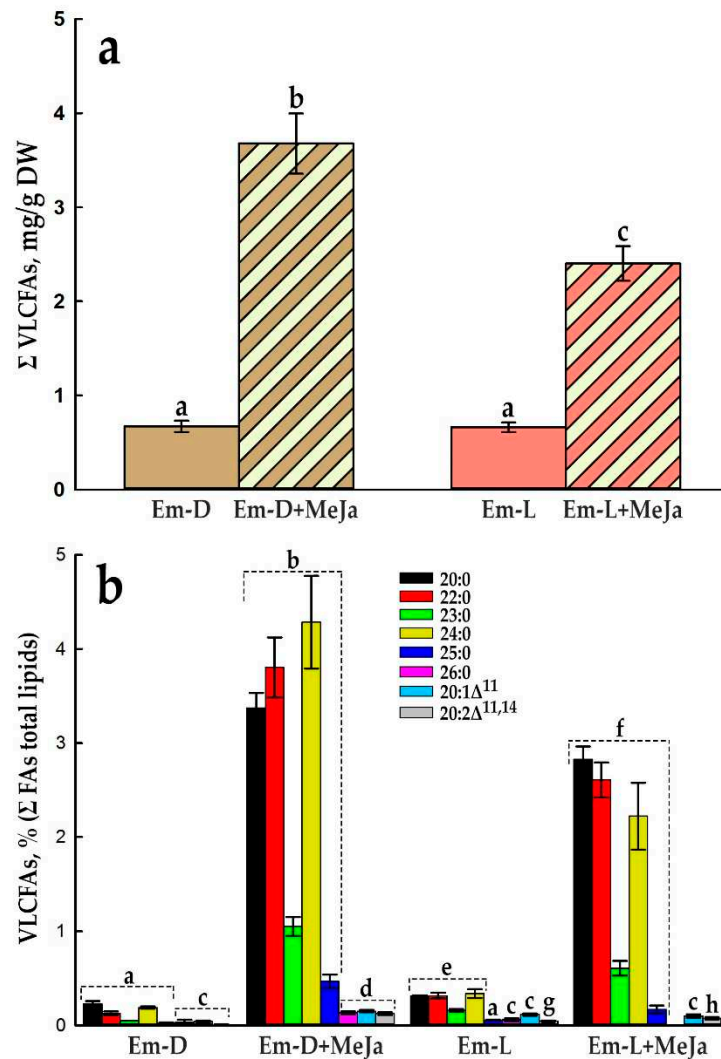 a
5
4
3
2
1
0
Σ VLCFAs, mg/g DW
a
b
a
c
Em-D
Em-D+MeJa
Em-L
Em-L+MeJa
b
5
4
3
2
1
0
VLCFAs, % (Σ FAs total lipids)
20:0
22:0
23:0
24:0
25:0
26:0
20:1Δ¹¹
20:2Δ¹¹,¹⁴
a
c
b
d
e
a
c
c
g
f
c
h
Em-D
Em-D+MeJa
Em-L
Em-L+MeJa